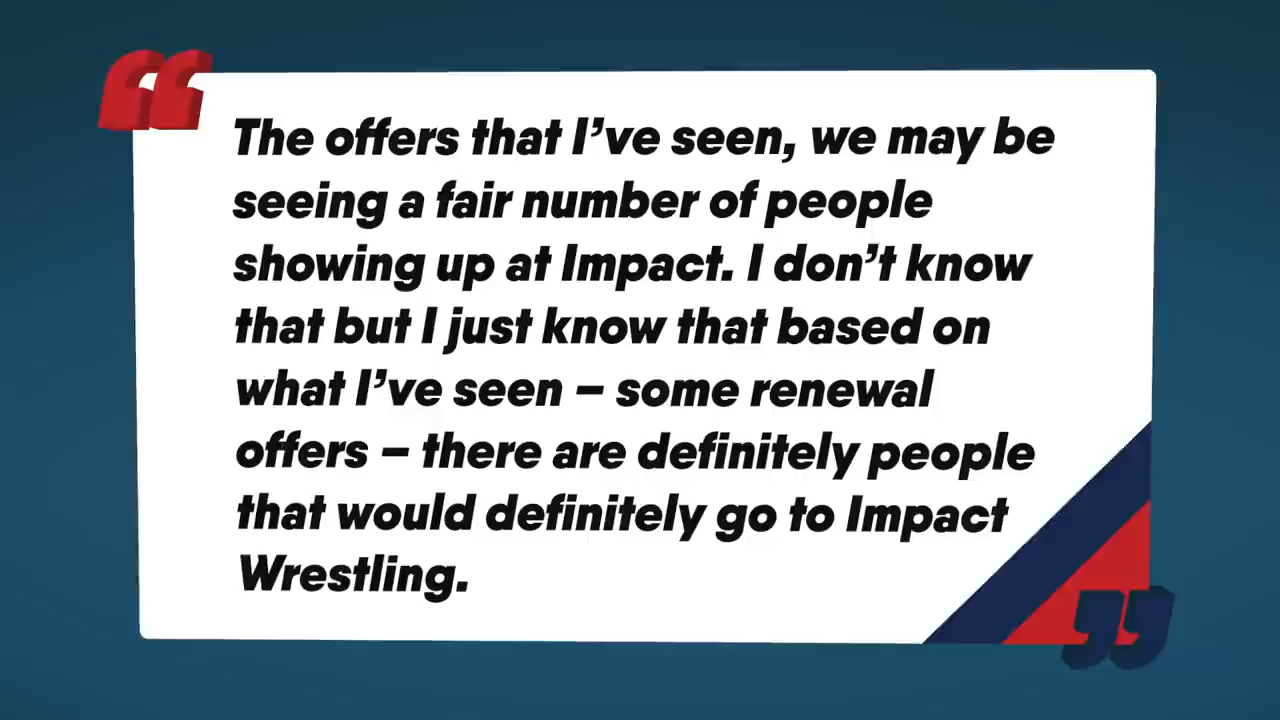 The offers that I’ve seen, we may be
seeing a fair number of people
showing up at Impact. I don’t know
that but I just know that based on
what I’ve seen – some renewal
offers – there are definitely people
that would definitely go to Impact
Wrestling.